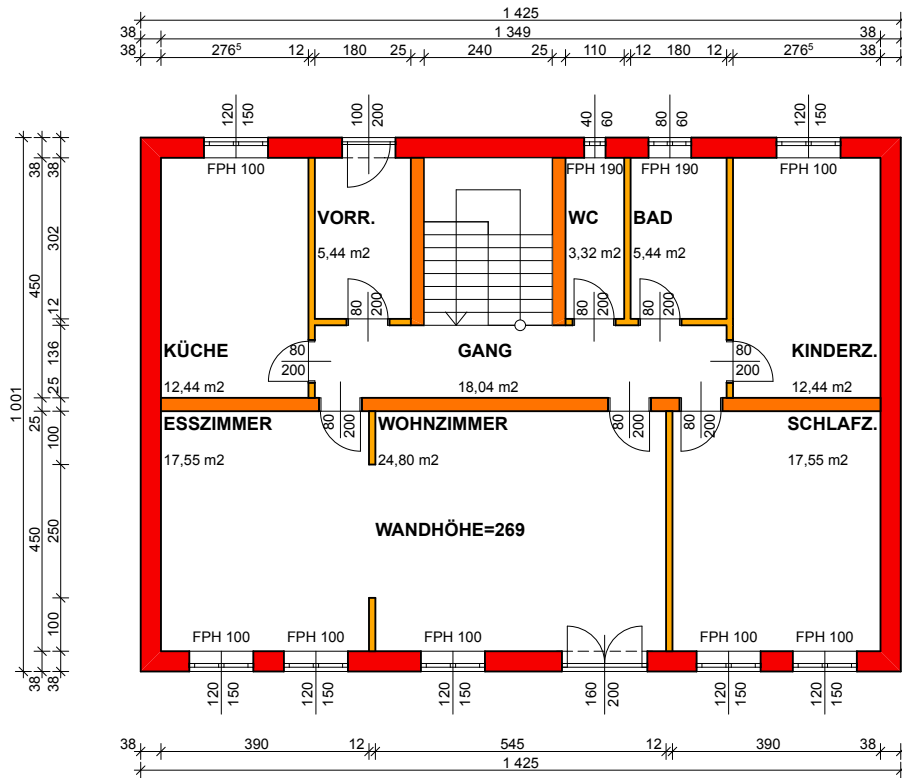 1 425
38 1 349 38
38 276⁵ 12 180 25 240 25 110 12 180 12 276⁵ 38
120 150
100 200
40 60
80 60
120 150
FPH 100 FPH 190 FPH 190 FPH 100
VORR. WC BAD
5,44 m2 3,32 m2 5,44 m2
80 200 80 200 80 200
KÜCHE 80 200 GANG 80 200 KINDERZ.
12,44 m2 18,04 m2 12,44 m2
ESSZIMMER 80 200 WOHNZIMMER 80 200 80 200 SCHLAFZ.
17,55 m2 24,80 m2 17,55 m2
WANDHÖHE=269
FPH 100 FPH 100 FPH 100 FPH 100 FPH 100
120 150
120 150
120 150
160 200
120 150
120 150
38 390 12 545 12 390 38
1 425
1 001
38 450 25 450 38
38 302 12 136 25 100 250 100 38